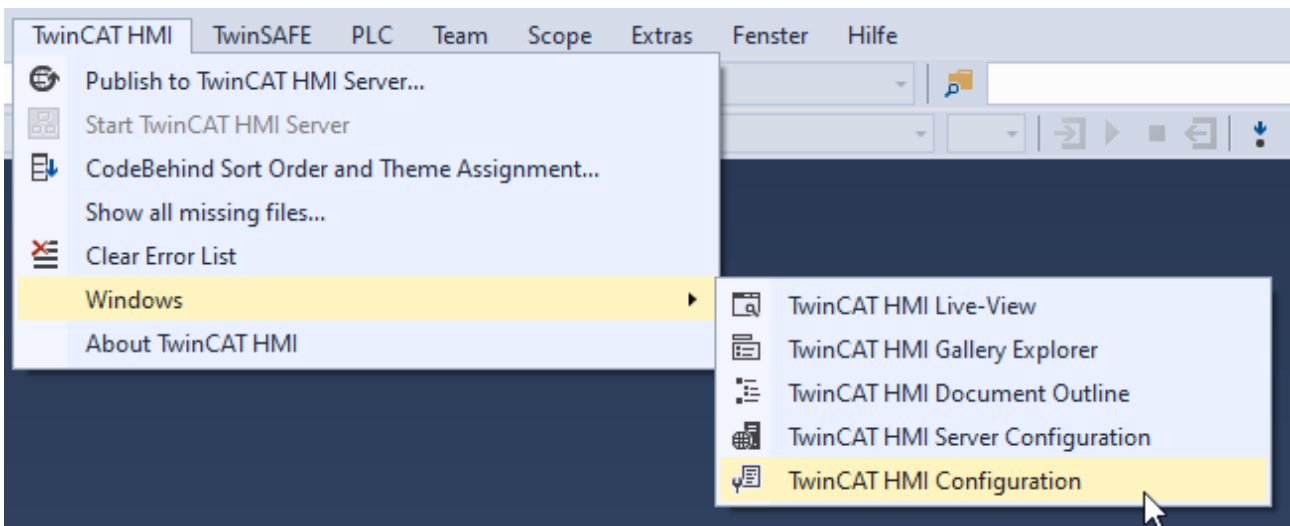 TwinCAT HMI TwinSAFE PLC Team Scope Extras Fenster Hilfe
Publish to TwinCAT HMI Server...
Start TwinCAT HMI Server
CodeBehind Sort Order and Theme Assignment...
Show all missing files...
Clear Error List
Windows
About TwinCAT HMI
TwinCAT HMI Live-View
TwinCAT HMI Gallery Explorer
TwinCAT HMI Document Outline
TwinCAT HMI Server Configuration
TwinCAT HMI Configuration